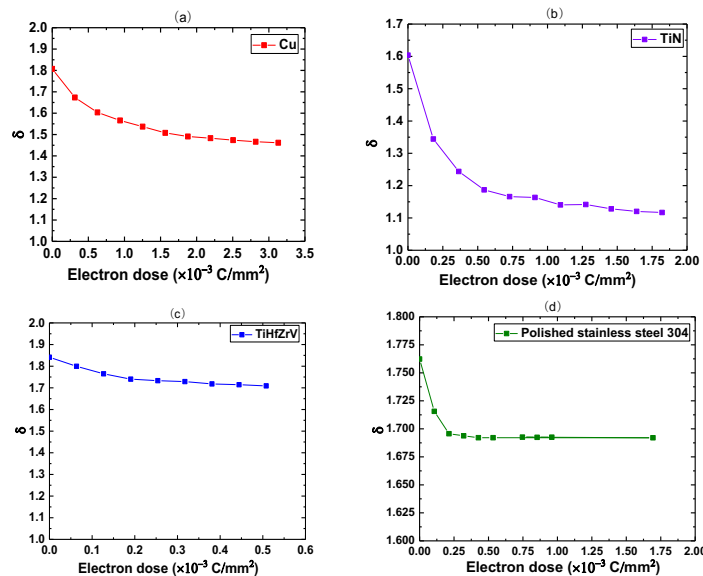 (a)
2.0
1.9
1.8
1.7
1.6
1.5
1.4
1.3
1.2
1.1
1.0
δ
Cu
0.0 0.5 1.0 1.5 2.0 2.5 3.0 3.5
Electron dose (×10⁻³ C/mm²)
(b)
1.7
1.6
1.5
1.4
1.3
1.2
1.1
1.0
δ
TiN
0.00 0.25 0.50 0.75 1.00 1.25 1.50 1.75 2.00
Electron dose (×10⁻³ C/mm²)
(c)
2.0
1.9
1.8
1.7
1.6
1.5
1.4
1.3
1.2
1.1
1.0
δ
TiHfZrV
0.0 0.1 0.2 0.3 0.4 0.5 0.6
Electron dose (×10⁻³ C/mm²)
(d)
1.800
1.775
1.750
1.725
1.700
1.675
1.650
1.625
1.600
δ
Polished stainless steel 304
0.00 0.25 0.50 0.75 1.00 1.25 1.50 1.75 2.00
Electron dose (×10⁻³ C/mm²)